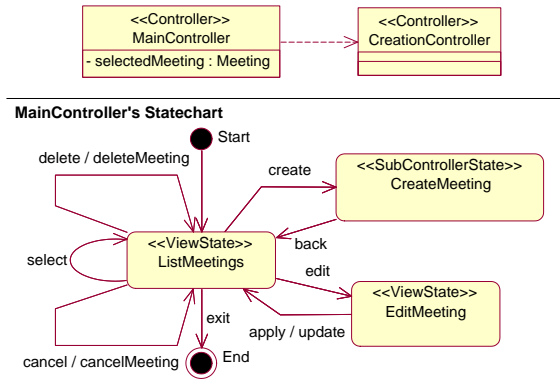 <<Controller>>
MainController
- selectedMeeting : Meeting
<<Controller>>
CreationController
MainController's Statechart
Start
delete / deleteMeeting
create
<<SubControllerState>>
CreateMeeting
<<ViewState>>
ListMeetings
back
select
edit
<<ViewState>>
EditMeeting
exit
apply / update
cancel / cancelMeeting
End